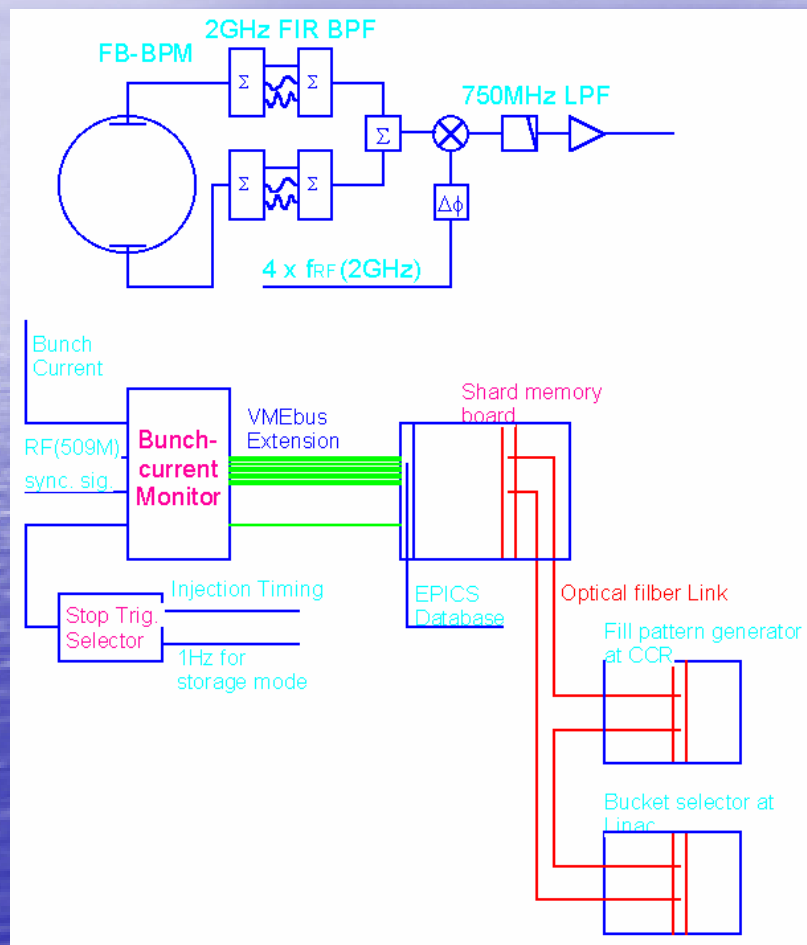 2GHz FIR BPF
FB-BPM
Σ
Σ
750MHz LPF
Σ
Σ
Σ
Δϕ
4 x fRF(2GHz)
Bunch
Current
RF(509M)
sync. sig.
Bunch-
current
Monitor
VMEbus
Extension
Shard memory
board
Stop Trig.
Selector
Injection Timing
1Hz for
storage mode
EPICS
Database
Optical filber Link
Fill pattern generator
at CCR
Bucket selector at
Linac